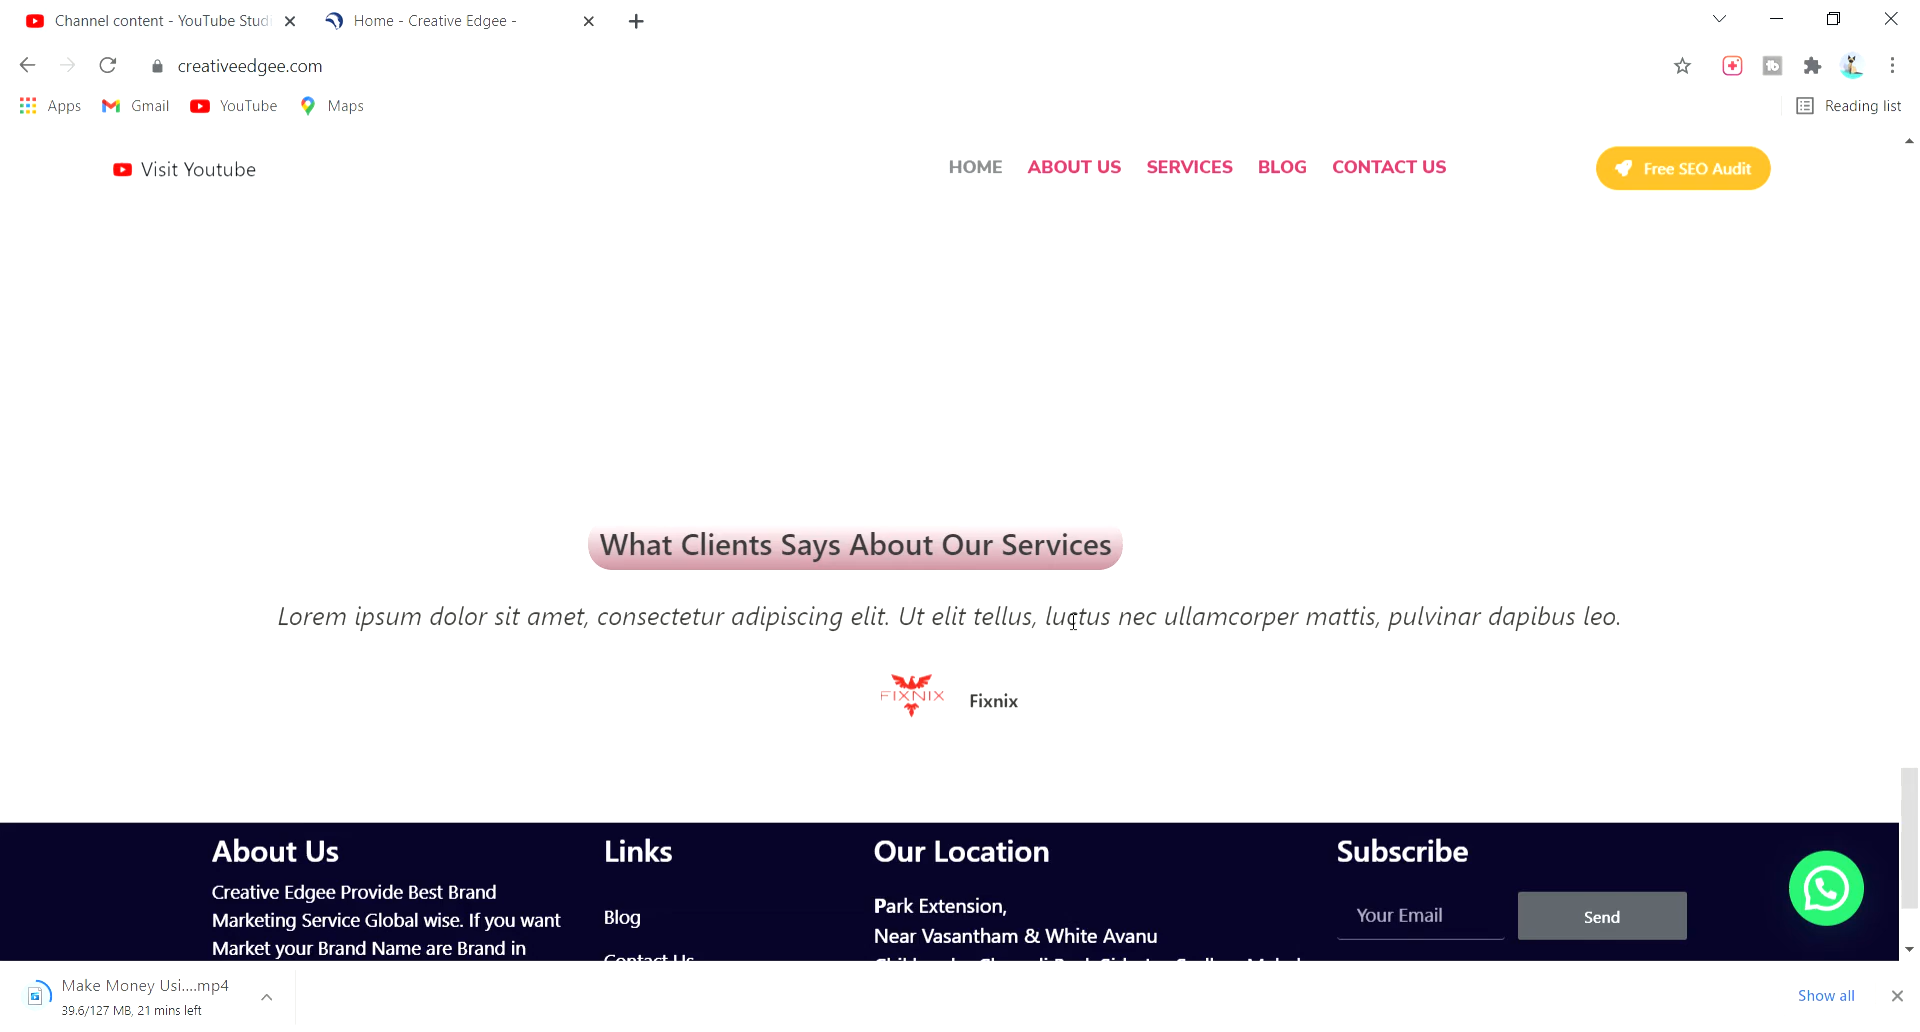 Channel content - YouTube Studi
Home - Creative Edgee -
creativeedgee.com
Apps
Gmail
YouTube
Maps
Reading list
Visit Youtube
HOME
ABOUT US
SERVICES
BLOG
CONTACT US
Free SEO Audit
What Clients Says About Our Services
Lorem ipsum dolor sit amet, consectetur adipiscing elit. Ut elit tellus, luctus nec ullamcorper mattis, pulvinar dapibus leo.
FIXNIX
Fixnix
About Us
Creative Edgee Provide Best Brand
Marketing Service Global wise. If you want
Market your Brand Name are Brand in
Links
Blog
Contact Us
Our Location
Park Extension,
Near Vasantham & White Avanu
Subscribe
Your Email
Send
Make Money Usi....mp4
39.6/127 MB, 21 mins left
Show all